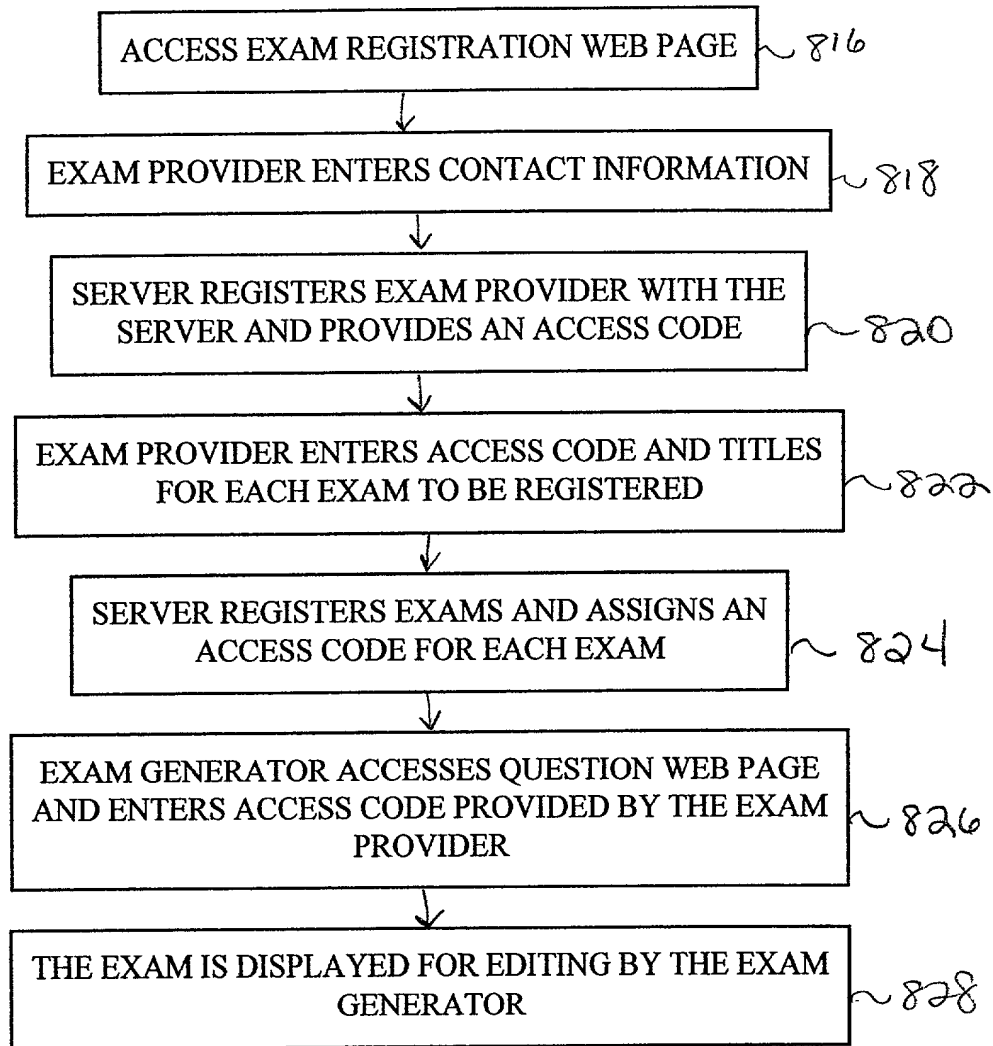 ACCESS EXAM REGISTRATION WEB PAGE 816
EXAM PROVIDER ENTERS CONTACT INFORMATION 818
SERVER REGISTERS EXAM PROVIDER WITH THE
SERVER AND PROVIDES AN ACCESS CODE 820
EXAM PROVIDER ENTERS ACCESS CODE AND TITLES
FOR EACH EXAM TO BE REGISTERED 822
SERVER REGISTERS EXAMS AND ASSIGNS AN
ACCESS CODE FOR EACH EXAM 824
EXAM GENERATOR ACCESSES QUESTION WEB PAGE
AND ENTERS ACCESS CODE PROVIDED BY THE EXAM 826
PROVIDER
THE EXAM IS DISPLAYED FOR EDITING BY THE EXAM
GENERATOR 828